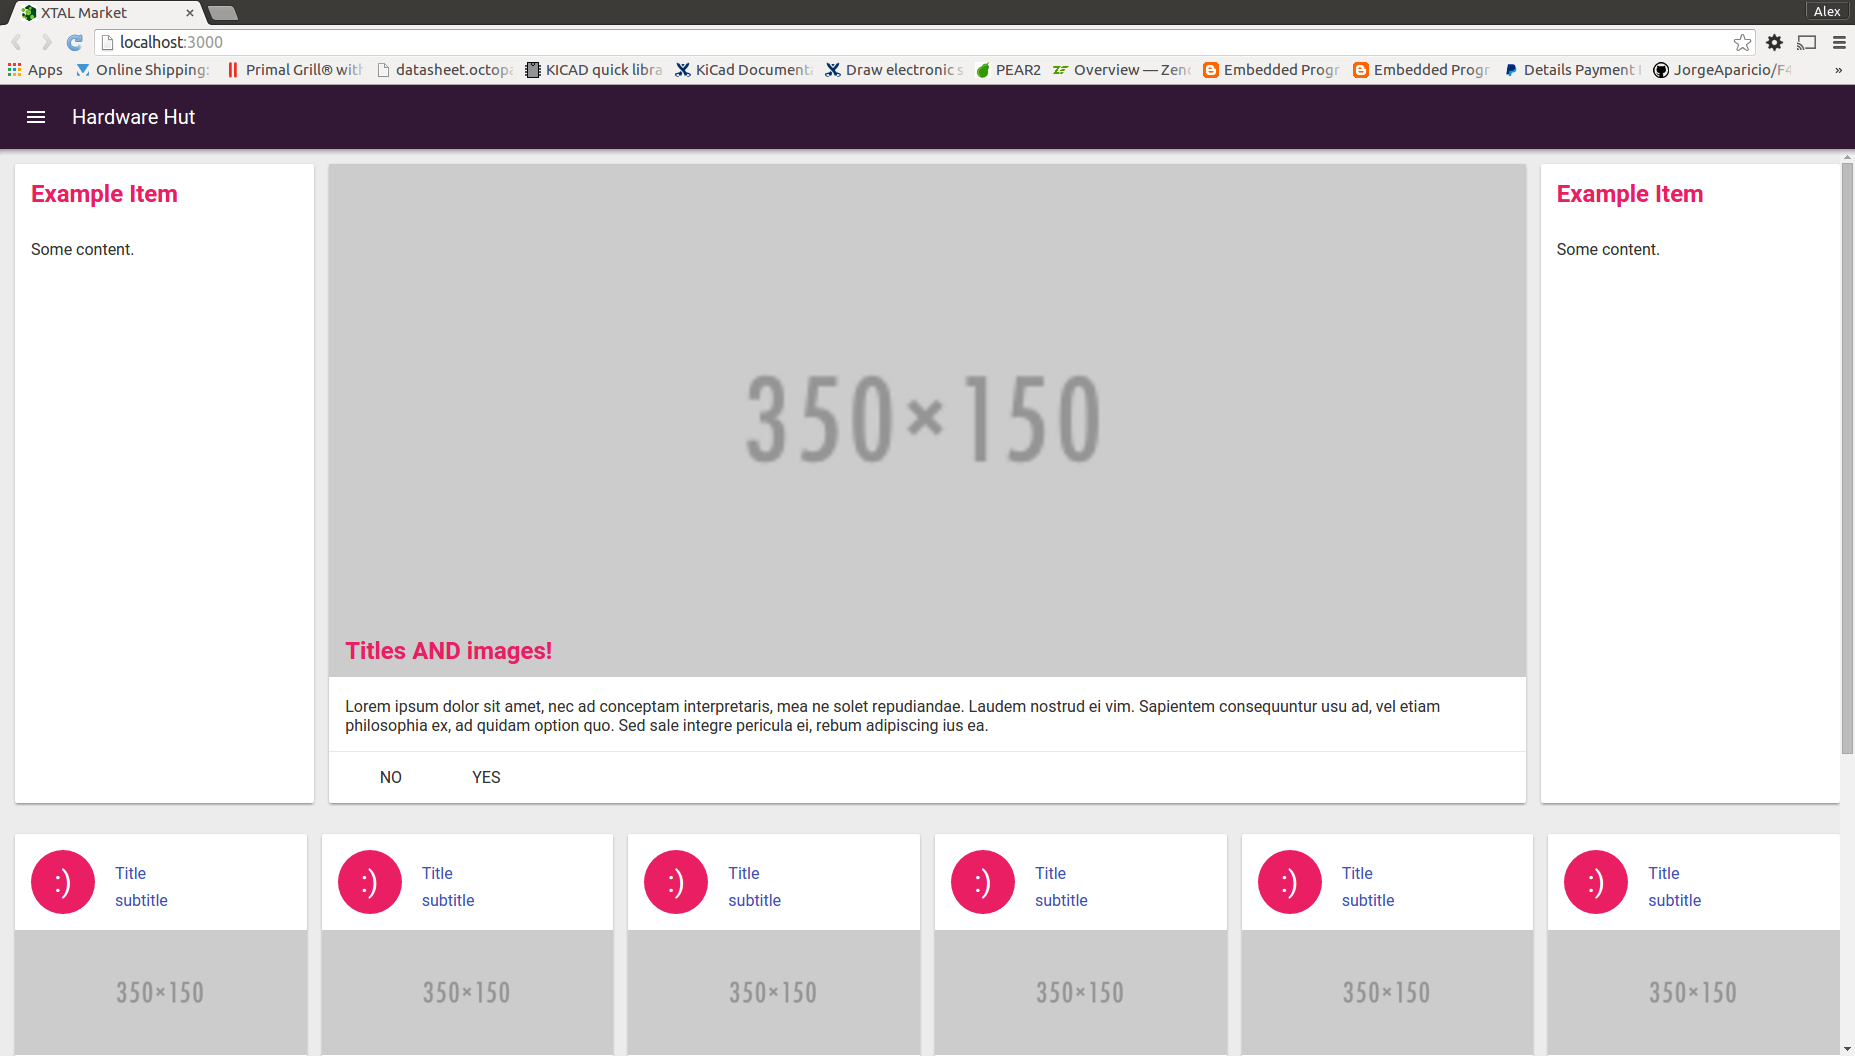 XTAL Market
Alex
localhost:3000
Apps Online Shipping: Primal Grill® with datasheet.octopa KICAD quick libra KiCad Documenta Draw electronic s PEAR2 Overview — Zend Embedded Progr Embedded Progr Details Payment JorgeAparicio/F4 »
Hardware Hut
Example Item
Some content.
350×150
Titles AND images!
Lorem ipsum dolor sit amet, nec ad conceptam interpretaris, mea ne solet repudiandae. Laudem nostrud ei vim. Sapientem consequuntur usu ad, vel etiam
philosophia ex, ad quidam option quo. Sed sale integre pericula ei, rebum adipiscing ius ea.
NO YES
Example Item
Some content.
:) Title
subtitle
350×150
:) Title
subtitle
350×150
:) Title
subtitle
350×150
:) Title
subtitle
350×150
:) Title
subtitle
350×150
:) Title
subtitle
350×150